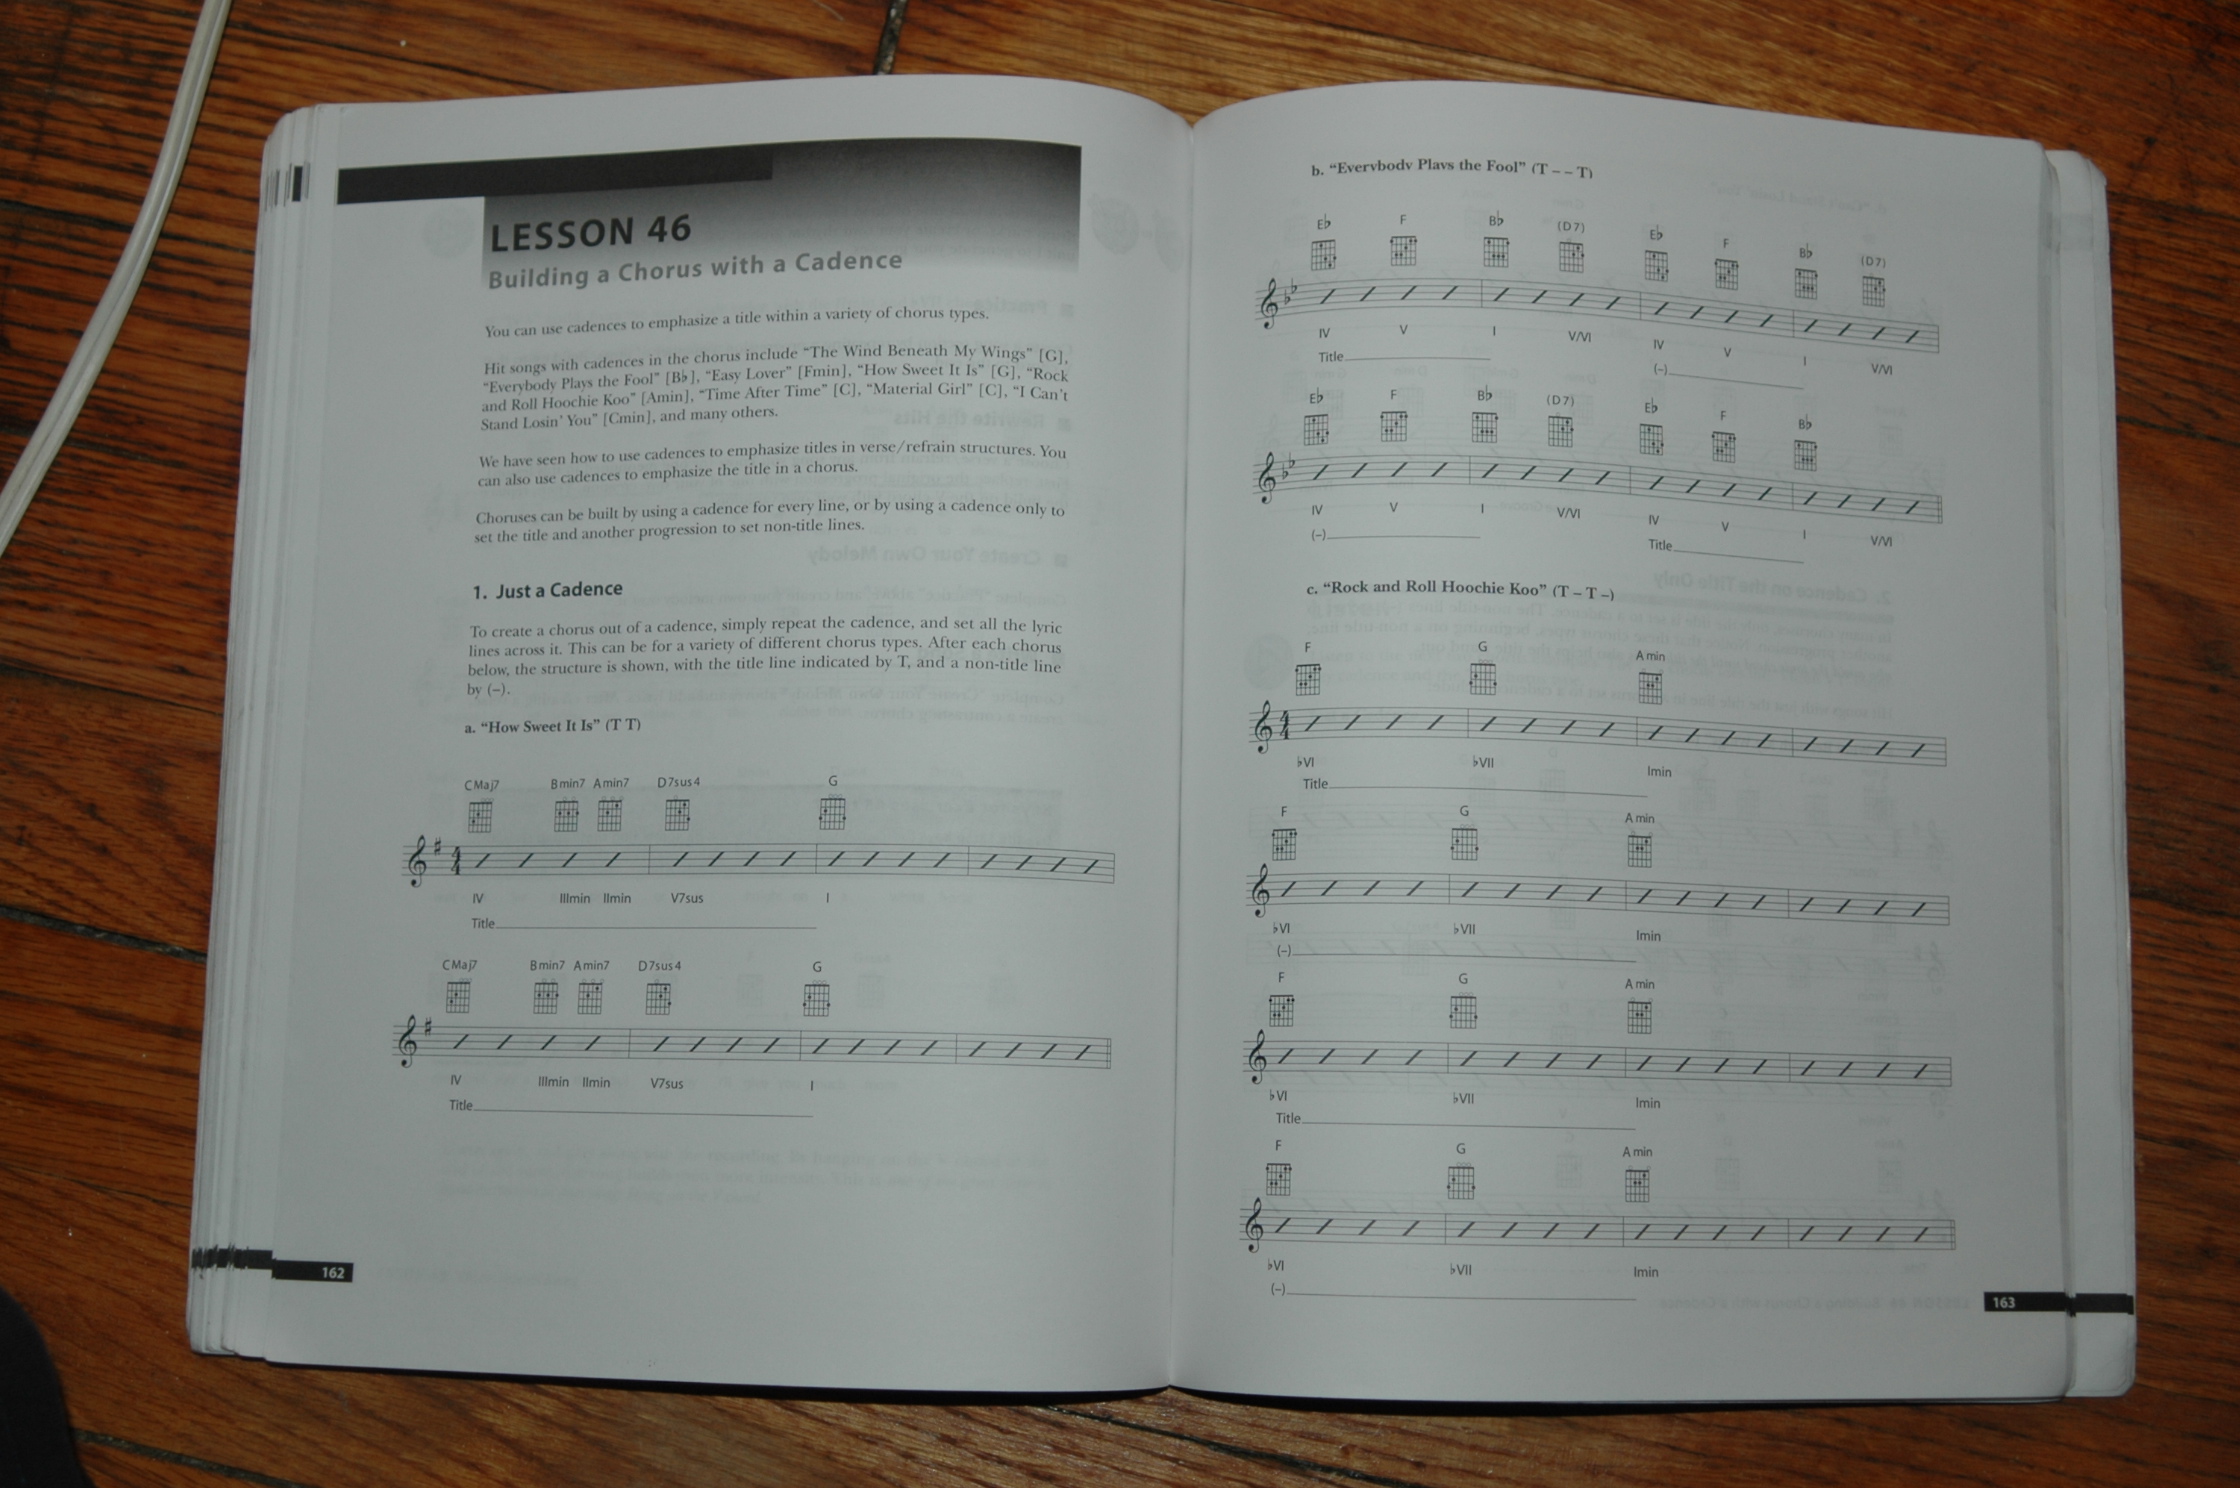 LESSON 46
Building a Chorus with a Cadence
You can use cadences to emphasize a title within a variety of chorus types.
Hit songs with cadences in the chorus include “The Wind Beneath My Wings” [G],
“Everybody Plays the Fool” [B♭], “Easy Lover” [Fmin], “How Sweet It Is” [G], “Rock
and Roll Hoochie Koo” [Amin], “Time After Time” [C], “Material Girl” [C], “I Can’t
Stand Losin’ You” [Cmin], and many others.
We have seen how to use cadences to emphasize titles in verse/refrain structures. You
can also use cadences to emphasize the title in a chorus.
Choruses can be built by using a cadence for every line, or by using a cadence only to
set the title and another progression to set non-title lines.
1. Just a Cadence
To create a chorus out of a cadence, simply repeat the cadence, and set all the lyric
lines across it. This can be for a variety of different chorus types. After each chorus
below, the structure is shown, with the title line indicated by T, and a non-title line
by (–).
a. “How Sweet It Is” (T T)
CMaj7 Bmin7 Amin7 D7sus4 G
IV IIImin IImin V7sus I
Title
CMaj7 Bmin7 Amin7 D7sus4 G
IV IIImin IImin V7sus I
Title
162
b. “Everybody Plays the Fool” (T – – T)
E♭ F B♭ (D7) E♭ F B♭ (D7)
IV V I V/VI IV V I V/VI
Title (–)
E♭ F B♭ (D7) E♭ F B♭
IV V I V/VI IV V I V/VI
(–) Title
c. “Rock and Roll Hoochie Koo” (T – T –)
F G Amin
♭VI ♭VII Imin
Title
F G Amin
♭VI ♭VII Imin
(–)
F G Amin
♭VI ♭VII Imin
Title
F G Amin
♭VI ♭VII Imin
(–)
163